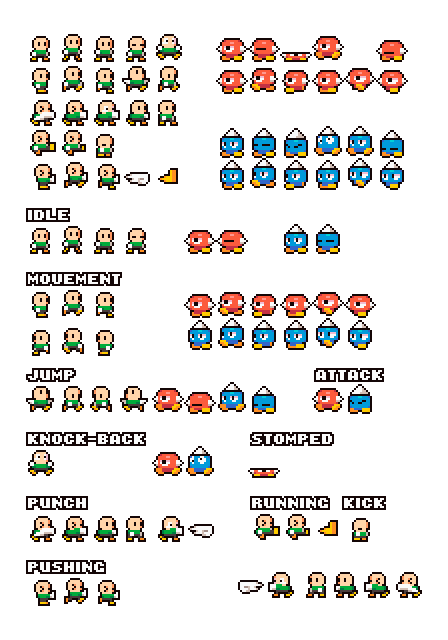 IDLE
MOVEMENT
JUMP ATTACK
KNOCK-BACK STOMPED
PUNCH RUNNING KICK
PUSHING